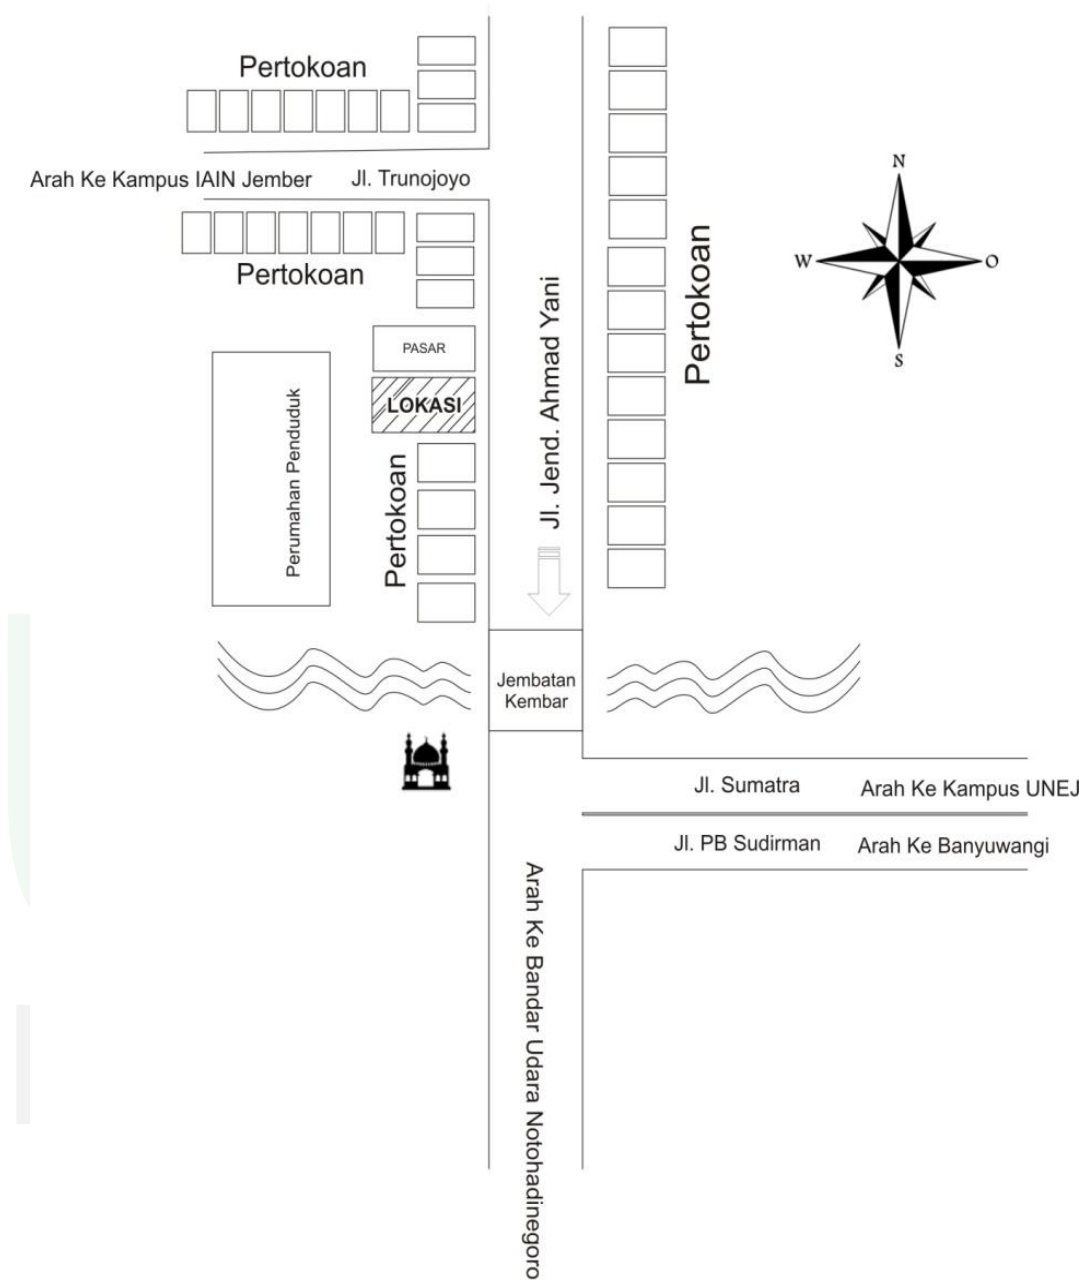 Pertokoan
Arah Ke Kampus IAIN Jember
Jl. Trunojoyo
Pertokoan
PASAR
LOKASI
Perumahan Penduduk
Pertokoan
Jl. Jend. Ahmad Yani
Pertokoan
N
W
O
S
Jembatan
Kembar
Jl. Sumatra
Arah Ke Kampus UNEJ
Jl. PB Sudirman
Arah Ke Banyuwangi
Arah Ke Bandar Udara Notohadinegoro